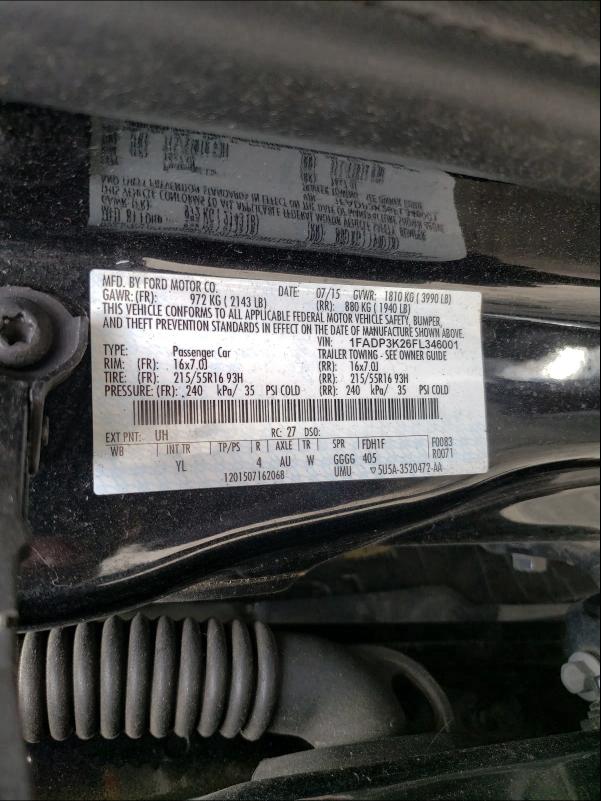 MFD. BY FORD MOTOR CO. DATE: 07/15 GVWR: 1810 KG ( 3990 LB)
GAWR: (FR): 972 KG ( 2143 LB) (RR): 880 KG ( 1940 LB)
THIS VEHICLE CONFORMS TO ALL APPLICABLE FEDERAL MOTOR VEHICLE SAFETY, BUMPER,
AND THEFT PREVENTION STANDARDS IN EFFECT ON THE DATE OF MANUFACTURE SHOWN ABOVE.
VIN: 1FADP3K26FL346001
TYPE: Passenger Car TRAILER TOWING - SEE OWNER GUIDE
RIM: (FR): 16x7.0J (RR): 16x7.0J
TIRE: (FR): 215/55R16 93H (RR): 215/55R16 93H
PRESSURE: (FR): 240 kPa/ 35 PSI COLD (RR): 240 kPa/ 35 PSI COLD
EXT PNT: UH RC: 27 DSO: F0083
WB INT TR TP/PS R AXLE TR SPR FDH1F R0071
YL 4 AU W GGGG 405
1201507162068 UMU ▽5U5A-3520472-AA